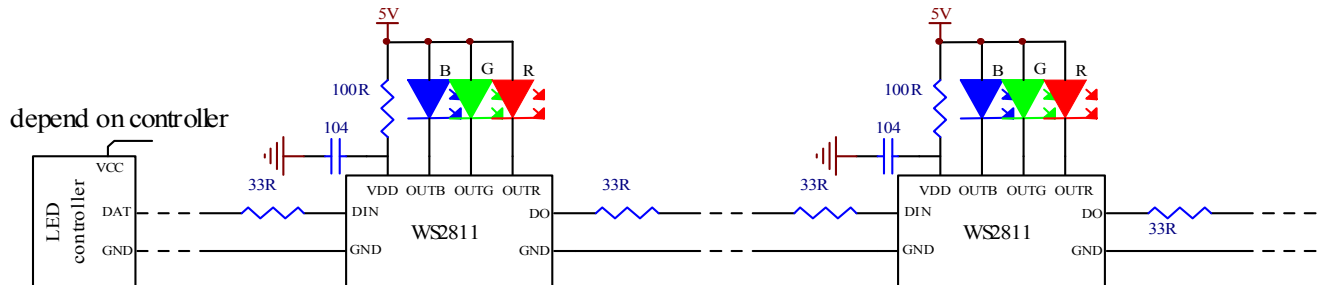 5V
5V
B G R
B G R
100R
100R
depend on controller
104
104
VCC
33R
VDD OUTB OUTG OUTR
33R
33R
VDD OUTB OUTG OUTR
LED
controller
DAT
DIN
DO
DIN
DO
WS2811
WS2811
33R
GND
GND
GND
GND
GND